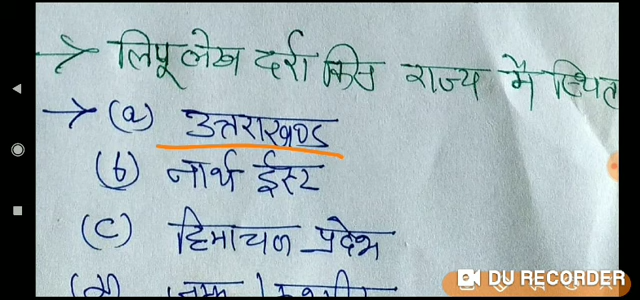 → लिपू लेख दर्रा किस राज्य में स्थित
→ (a) उत्तराखण्ड
(b) नार्थ ईस्ट
(c) हिमाचल प्रदेश
DU RECORDER